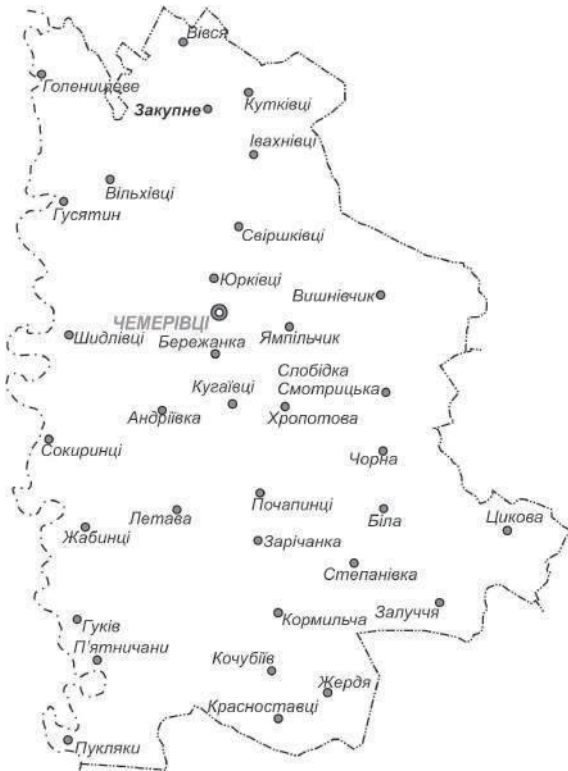 Вівся
Голенищеве
Закупне
Кутківці
Івахнівці
Вільхівці
Гусятин
Свіршківці
Юрківці
Вишнівчик
ЧЕМЕРІВЦІ
Шидлівці
Ямпільчик
Бережанка
Слобідка
Смотрицька
Кугаївці
Андріївка
Хропотова
Сокиринці
Чорна
Почапинці
Летава
Біла
Цикова
Жабинці
Зарічанка
Степанівка
Залуччя
Гуків
Кормильча
П'ятничани
Кочубіїв
Жердя
Красноставці
Пукляки